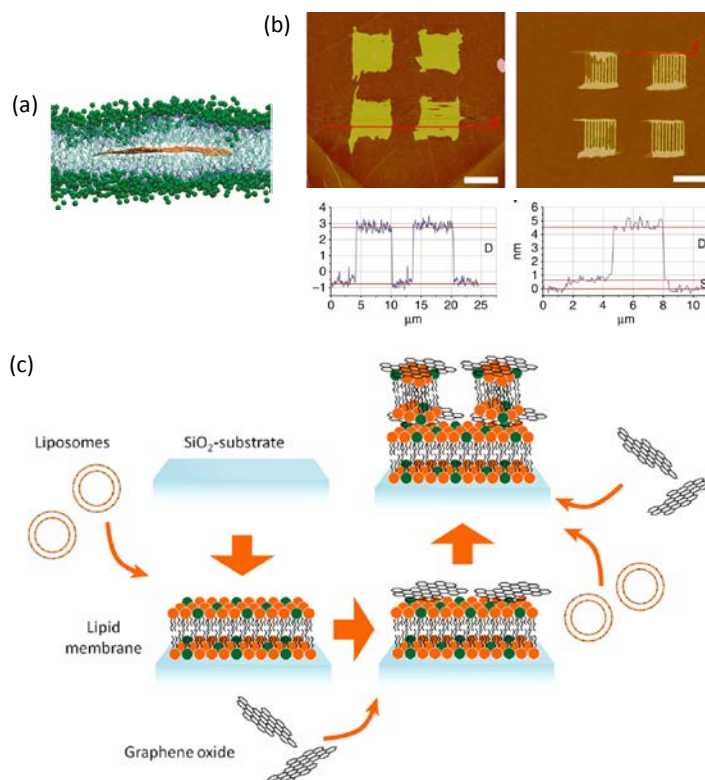 (a)
(b)
4
3
2
1
0
−1
D
0 5 10 15 20 25
μm
nm
6
5
4
3
2
1
0
D
S
0 2 4 6 8 10
μm
(c)
Liposomes
SiO₂-substrate
Lipid
membrane
Graphene oxide